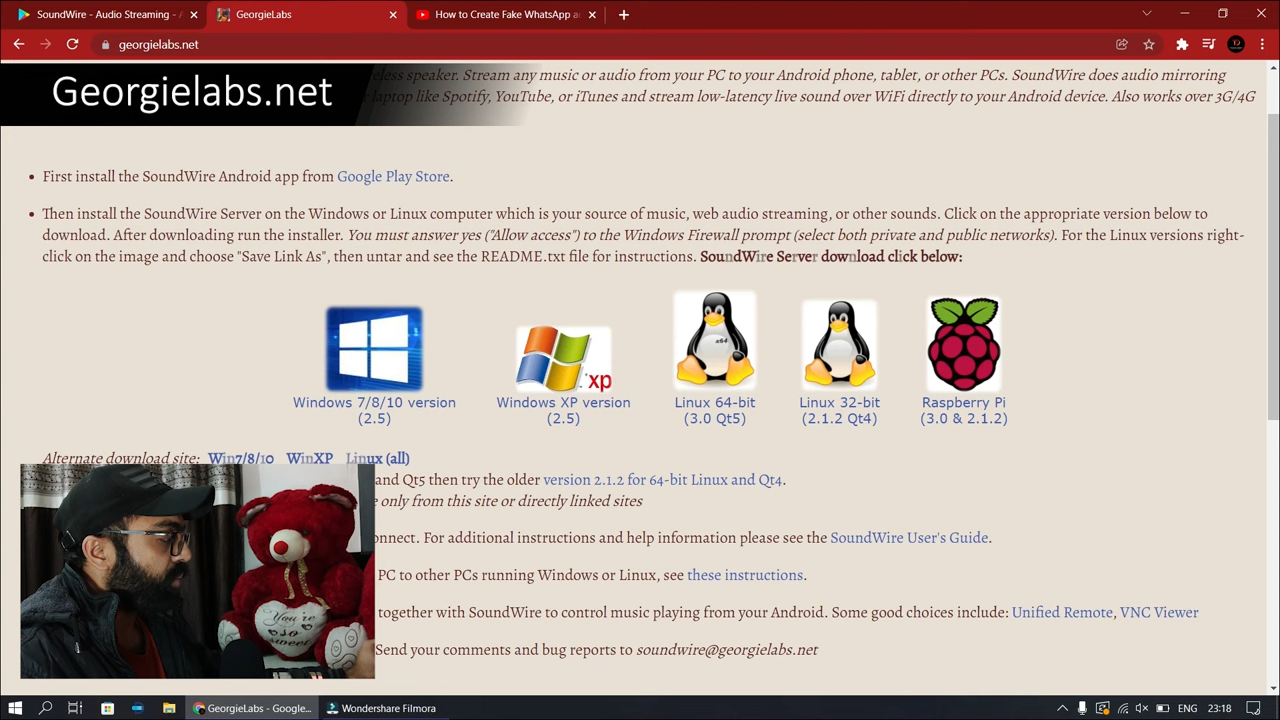 SoundWire - Audio Streaming - A
GeorgieLabs
How to Create Fake WhatsApp ac
georgielabs.net
Georgielabs.net
eless speaker. Stream any music or audio from your PC to your Android phone, tablet, or other PCs. SoundWire does audio mirroring
laptop like Spotify, YouTube, or iTunes and stream low-latency live sound over WiFi directly to your Android device. Also works over 3G/4G
• First install the SoundWire Android app from Google Play Store.
• Then install the SoundWire Server on the Windows or Linux computer which is your source of music, web audio streaming, or other sounds. Click on the appropriate version below to
download. After downloading run the installer. You must answer yes ("Allow access") to the Windows Firewall prompt (select both private and public networks). For the Linux versions right-
click on the image and choose "Save Link As", then untar and see the README.txt file for instructions. SoundWire Server download click below:
xp
x64
Windows 7/8/10 version
(2.5)
Windows XP version
(2.5)
Linux 64-bit
(3.0 Qt5)
Linux 32-bit
(2.1.2 Qt4)
Raspberry Pi
(3.0 & 2.1.2)
Alternate download site: Win7/8/10 WinXP Linux (all)
and Qt5 then try the older version 2.1.2 for 64-bit Linux and Qt4.
e only from this site or directly linked sites
onnect. For additional instructions and help information please see the SoundWire User's Guide.
PC to other PCs running Windows or Linux, see these instructions.
together with SoundWire to control music playing from your Android. Some good choices include: Unified Remote, VNC Viewer
Send your comments and bug reports to soundwire@georgielabs.net
You're
so
sweet
GeorgieLabs - Google...
Wondershare Filmora
ENG
23:18